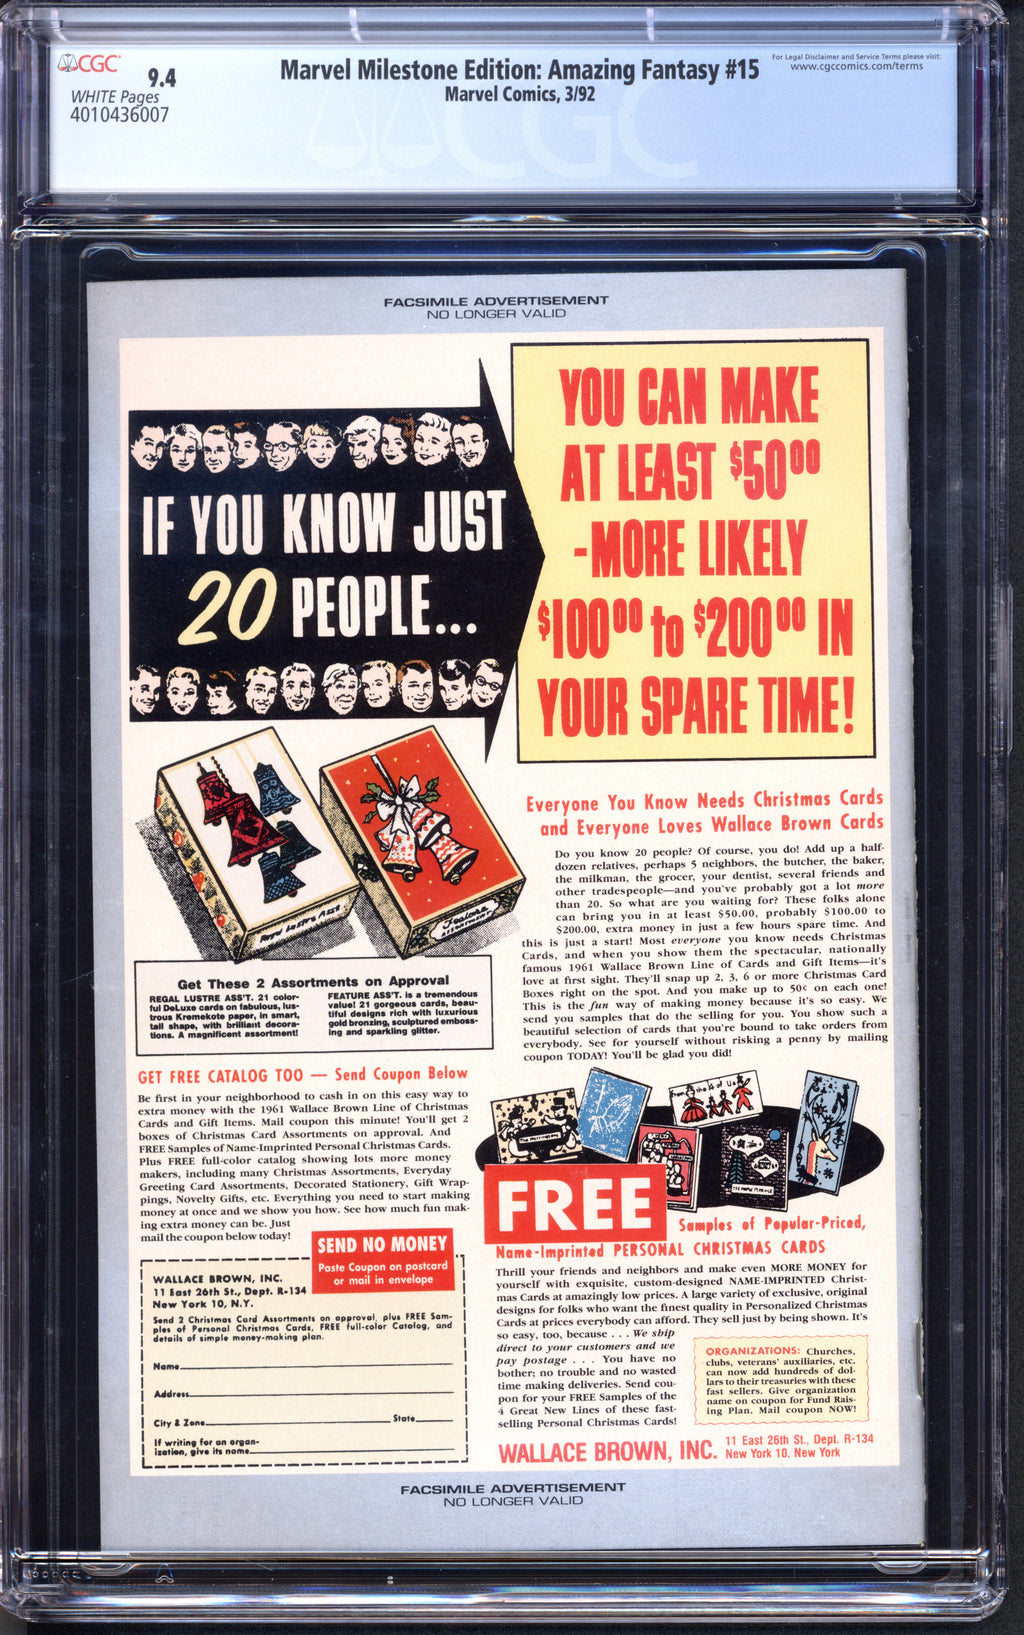 CGC
9.4
WHITE Pages
4010436007
Marvel Milestone Edition: Amazing Fantasy #15
Marvel Comics, 3/92
For Legal Disclaimer and Service Terms please visit:
www.cgccomics.com/terms
CGC
FACSIMILE ADVERTISEMENT
NO LONGER VALID
IF YOU KNOW JUST
20 PEOPLE...
YOU CAN MAKE
AT LEAST $50⁰⁰
-MORE LIKELY
$100⁰⁰ to $200⁰⁰ IN
YOUR SPARE TIME!
Regal Lustre Asst
Feature
Assortment
Get These 2 Assortments on Approval
REGAL LUSTRE ASS'T. 21 color-
ful DeLuxe cards on fabulous, lus-
trous Kremekote paper, in smart,
tall shape, with brilliant decora-
tions. A magnificent assortment!
FEATURE ASS'T. is a tremendous
value! 21 gorgeous cards, beau-
tiful designs rich with luxurious
gold bronzing, sculptured emboss-
ing and sparkling glitter.
GET FREE CATALOG TOO — Send Coupon Below
Be first in your neighborhood to cash in on this easy way to
extra money with the 1961 Wallace Brown Line of Christmas
Cards and Gift Items. Mail coupon this minute! You'll get 2
boxes of Christmas Card Assortments on approval. And
FREE Samples of Name-Imprinted Personal Christmas Cards.
Plus FREE full-color catalog showing lots more money
makers, including many Christmas Assortments, Everyday
Greeting Card Assortments, Decorated Stationery, Gift Wrap-
pings, Novelty Gifts, etc. Everything you need to start making
money at once and we show you how. See how much fun mak-
ing extra money can be. Just
mail the coupon below today!
SEND NO MONEY
Paste Coupon on postcard
or mail in envelope
WALLACE BROWN, INC.
11 East 26th St., Dept. R-134
New York 10, N.Y.
Send 2 Christmas Card Assortments on approval, plus FREE Sam-
ples of Personal Christmas Cards, FREE full-color Catalog, and
details of simple money-making plan.
Name
Address
City & Zone State
If writing for an organ-
ization, give its name
Everyone You Know Needs Christmas Cards
and Everyone Loves Wallace Brown Cards
Do you know 20 people? Of course, you do! Add up a half-
dozen relatives, perhaps 5 neighbors, the butcher, the baker,
the milkman, the grocer, your dentist, several friends and
other tradespeople—and you've probably got a lot more
than 20. So what are you waiting for? These folks alone
can bring you in at least $50.00, probably $100.00 to
$200.00, extra money in just a few hours spare time. And
this is just a start! Most everyone you know needs Christmas
Cards, and when you show them the spectacular, nationally
famous 1961 Wallace Brown Line of Cards and Gift Items—it's
love at first sight. They'll snap up 2, 3, 6 or more Christmas Card
Boxes right on the spot. And you make up to 50¢ on each one!
This is the fun way of making money because it's so easy. We
send you samples that do the selling for you. You show such a
beautiful selection of cards that you're bound to take orders from
everybody. See for yourself without risking a penny by mailing
coupon TODAY! You'll be glad you did!
From the of Us
FREE
Samples of Popular-Priced,
Name-Imprinted PERSONAL CHRISTMAS CARDS
Thrill your friends and neighbors and make even MORE MONEY for
yourself with exquisite, custom-designed NAME-IMPRINTED Christ-
mas Cards at amazingly low prices. A large variety of exclusive, original
designs for folks who want the finest quality in Personalized Christmas
Cards at prices everybody can afford. They sell just by being shown. It's
so easy, too, because . . . We ship
direct to your customers and we
pay postage . . . You have no
bother; no trouble and no wasted
time making deliveries. Send cou-
pon for your FREE Samples of the
4 Great New Lines of these fast-
selling Personal Christmas Cards!
ORGANIZATIONS: Churches,
clubs, veterans' auxiliaries, etc.
can now add hundreds of dol-
lars to their treasuries with these
fast sellers. Give organization
name on coupon for Fund Rais-
ing Plan. Mail coupon NOW!
WALLACE BROWN, INC. 11 East 26th St., Dept. R-134
New York 10, New York
FACSIMILE ADVERTISEMENT
NO LONGER VALID